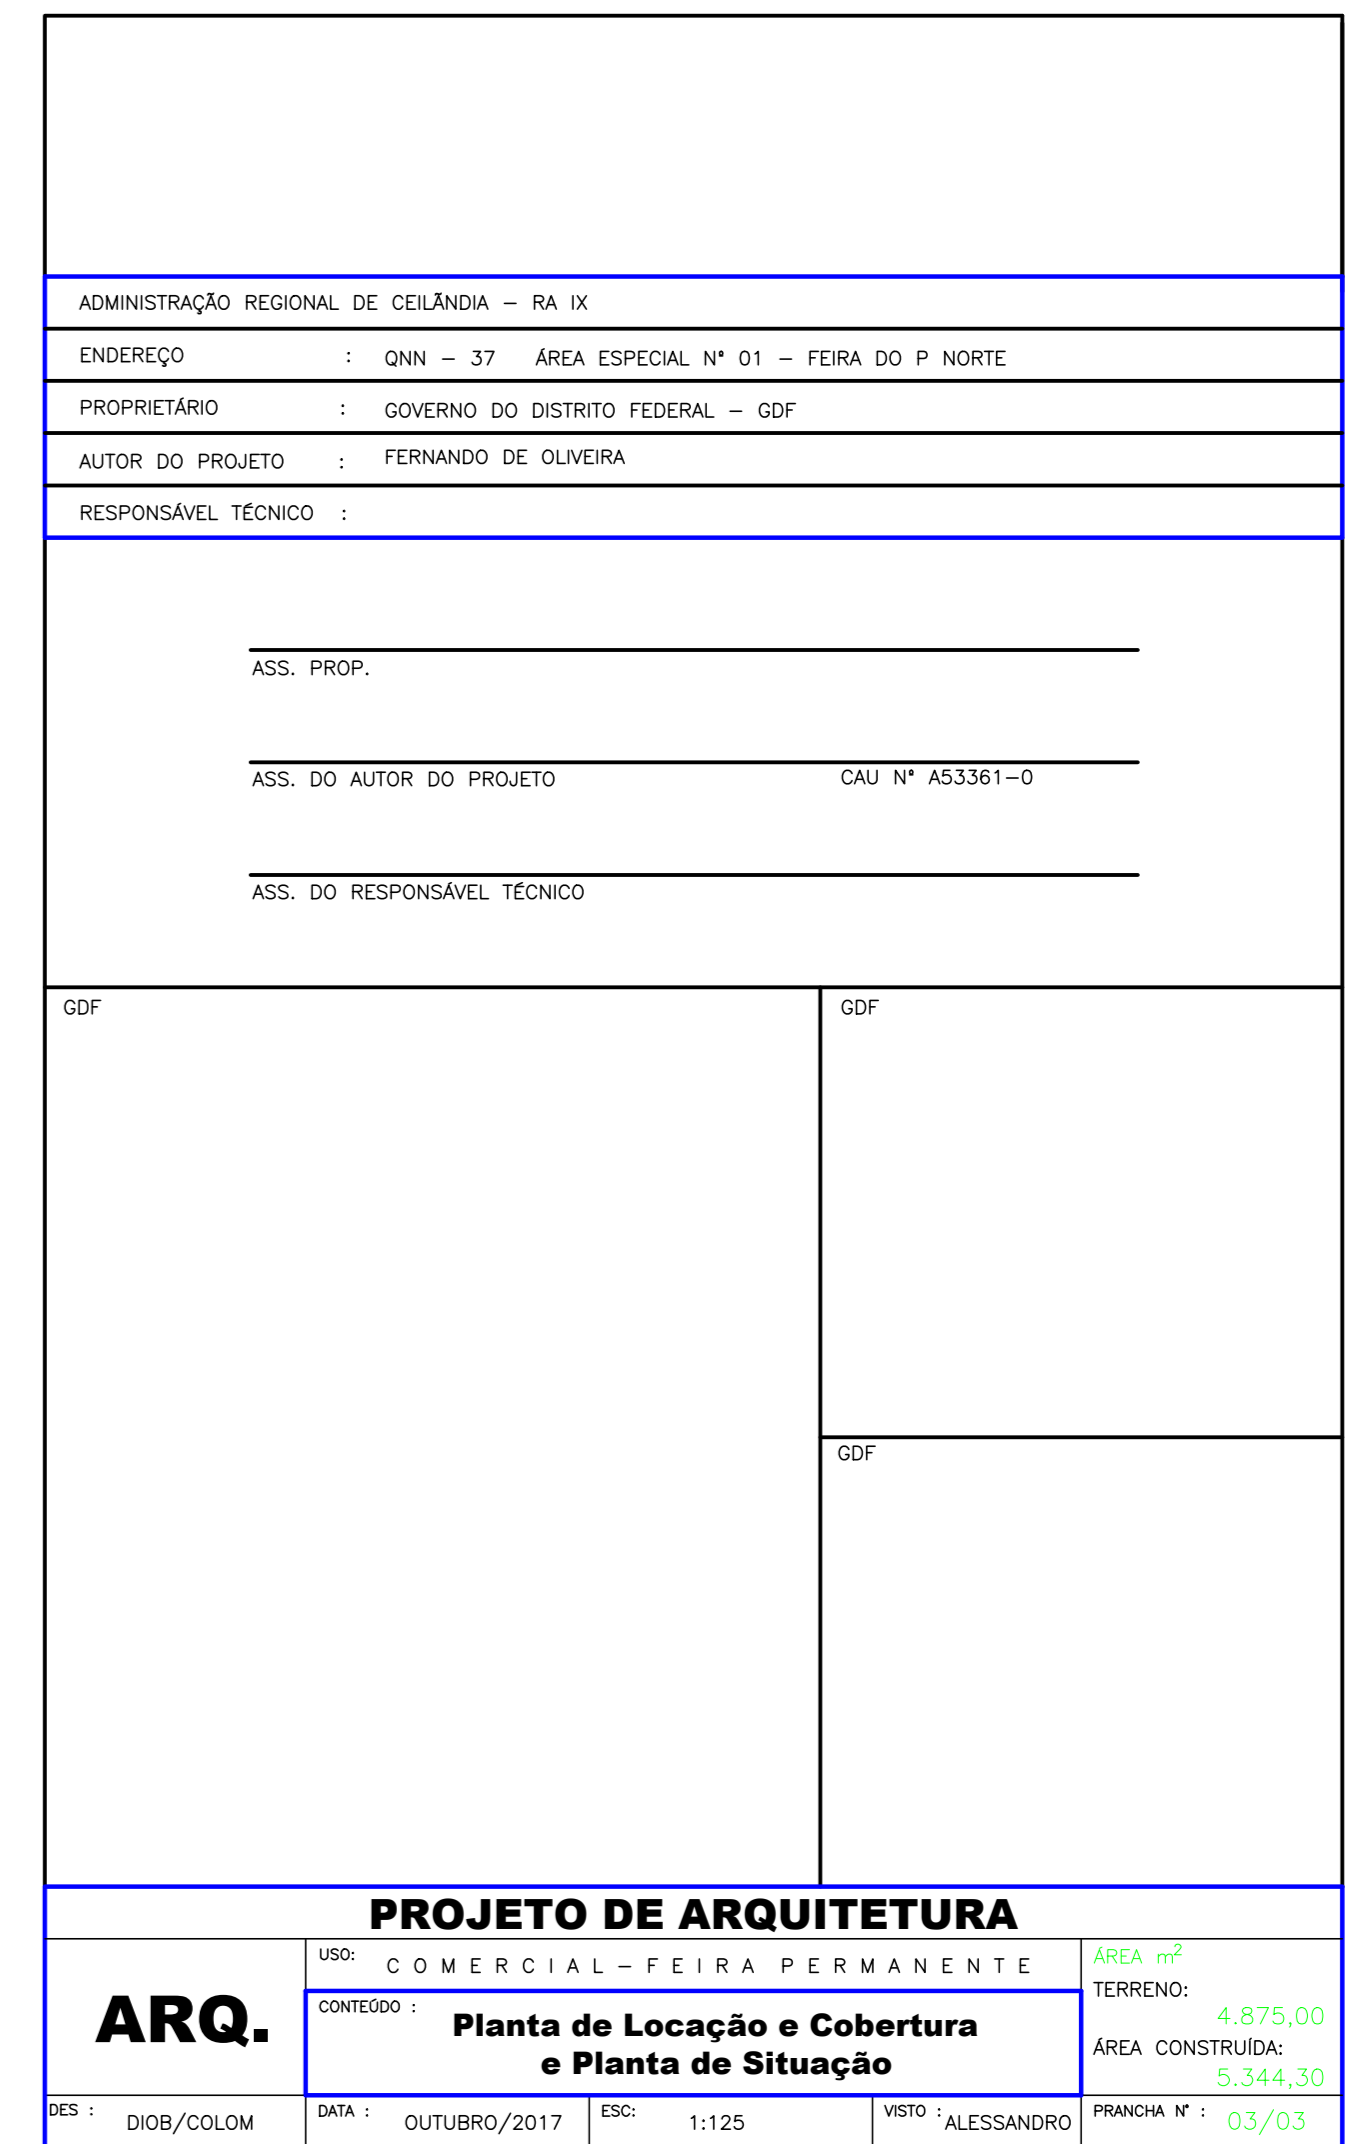 ADMINISTRAÇÃO REGIONAL DE CEILÃNDIA – RA IX
ENDEREÇO : QNN – 37 ÁREA ESPECIAL Nº 01 – FEIRA DO P NORTE
PROPRIETÁRIO : GOVERNO DO DISTRITO FEDERAL – GDF
AUTOR DO PROJETO : FERNANDO DE OLIVEIRA
RESPONSÁVEL TÉCNICO :
ASS. PROP.
ASS. DO AUTOR DO PROJETO CAU Nº A53361–0
ASS. DO RESPONSÁVEL TÉCNICO
GDF
GDF
GDF
PROJETO DE ARQUITETURA
ARQ.
USO: COMERCIAL–FEIRA PERMANENTE
CONTEÚDO :
Planta de Locação e Cobertura
e Planta de Situação
ÁREA m²
TERRENO:
4.875,00
ÁREA CONSTRUÍDA:
5.344,30
DES : DIOB/COLOM
DATA : OUTUBRO/2017
ESC: 1:125
VISTO : ALESSANDRO
PRANCHA Nº : 03/03